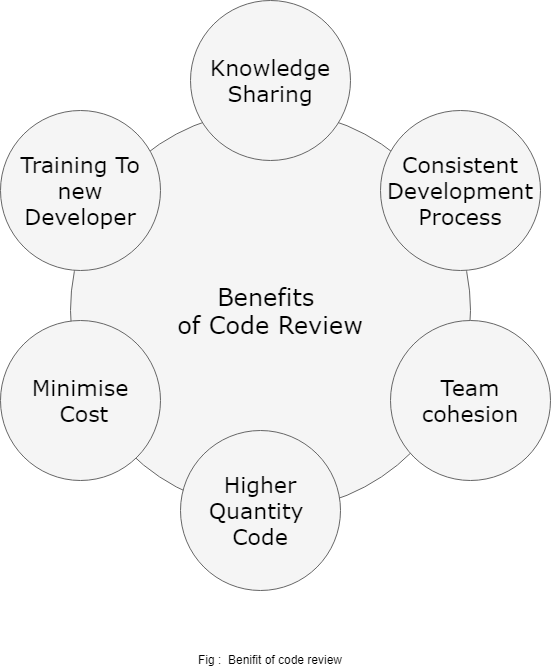 Knowledge
Sharing
Training To
new
Developer
Consistent
Development
Process
Benefits
of Code Review
Minimise
Cost
Team
cohesion
Higher
Quantity
Code
Fig : Benifit of code review